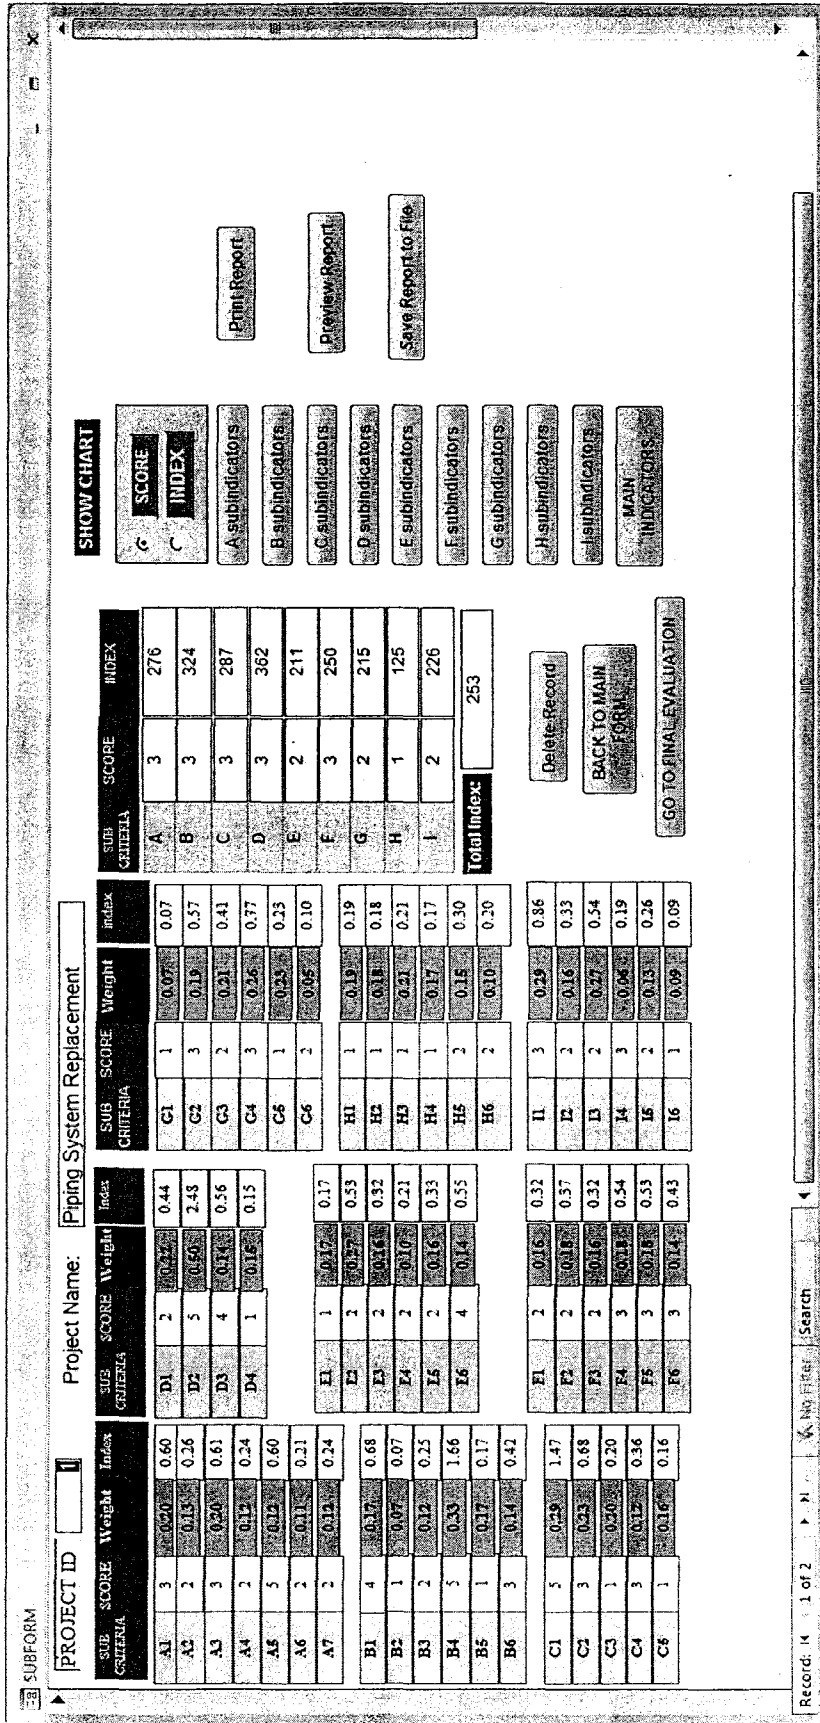 SUBFORM
PROJECT ID 1 Project Name: Piping System Replacement
SUB CRITERIA SCORE Weight Index
A1 3 0.20 0.60
A2 2 0.13 0.26
A3 3 0.20 0.61
A4 2 0.12 0.24
A5 5 0.12 0.60
A6 2 0.11 0.21
A7 2 0.12 0.24
B1 4 0.17 0.68
B2 1 0.07 0.07
B3 2 0.12 0.25
B4 5 0.33 1.66
B5 1 0.17 0.17
B6 3 0.14 0.42
C1 5 0.29 1.47
C2 3 0.23 0.68
C3 1 0.20 0.20
C4 3 0.12 0.36
C5 1 0.16 0.16
SUB CRITERIA SCORE Weight Index
D1 2 0.22 0.44
D2 5 0.50 2.48
D3 4 0.14 0.56
D4 1 0.15 0.15
E1 1 0.17 0.17
E2 2 0.27 0.53
E3 2 0.16 0.32
E4 2 0.10 0.21
E5 2 0.16 0.33
E6 4 0.14 0.55
F1 2 0.16 0.32
F2 2 0.18 0.37
F3 2 0.16 0.32
F4 3 0.18 0.54
F5 3 0.18 0.53
F6 3 0.14 0.43
SUB CRITERIA SCORE Weight index
G1 1 0.07 0.07
G2 3 0.19 0.57
G3 2 0.21 0.41
G4 3 0.26 0.77
G5 1 0.23 0.23
G6 2 0.05 0.10
H1 1 0.19 0.19
H2 1 0.18 0.18
H3 1 0.21 0.21
H4 1 0.17 0.17
H5 2 0.15 0.30
H6 2 0.10 0.20
I1 3 0.29 0.86
I2 2 0.16 0.33
I3 2 0.27 0.54
I4 3 0.06 0.19
I5 2 0.13 0.26
I6 1 0.09 0.09
SUB CRITERIA SCORE INDEX
A 3 276
B 3 324
C 3 287
D 3 362
E 2 211
F 3 250
G 2 215
H 1 125
I 2 226
Total Index: 253
Delete Record
BACK TO MAIN
FORM
GO TO FINAL EVALUATION
SHOW CHART
SCORE
INDEX
A subindicators
B subindicators
C subindicators
D subindicators
E subindicators
F subindicators
G subindicators
H subindicators
I subindicators
MAIN
INDICATORS
Print Report
Preview Report
Save Report to File
Record: 1 of 2 No Filter Search